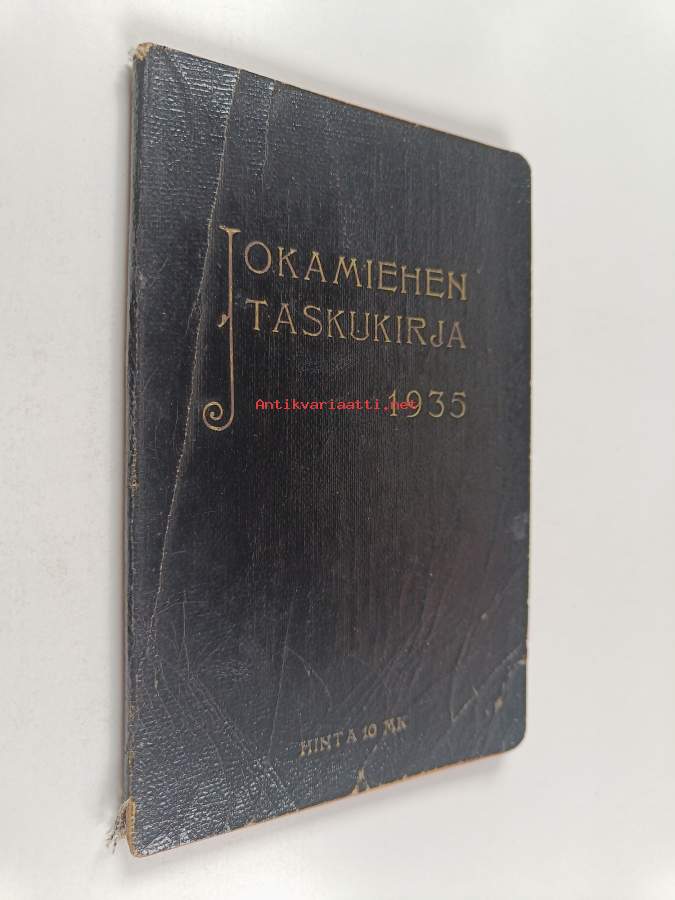 JOKAMIEHEN
TASKUKIRJA
1935
Antikvariaatti.net
HINTA 10 MK